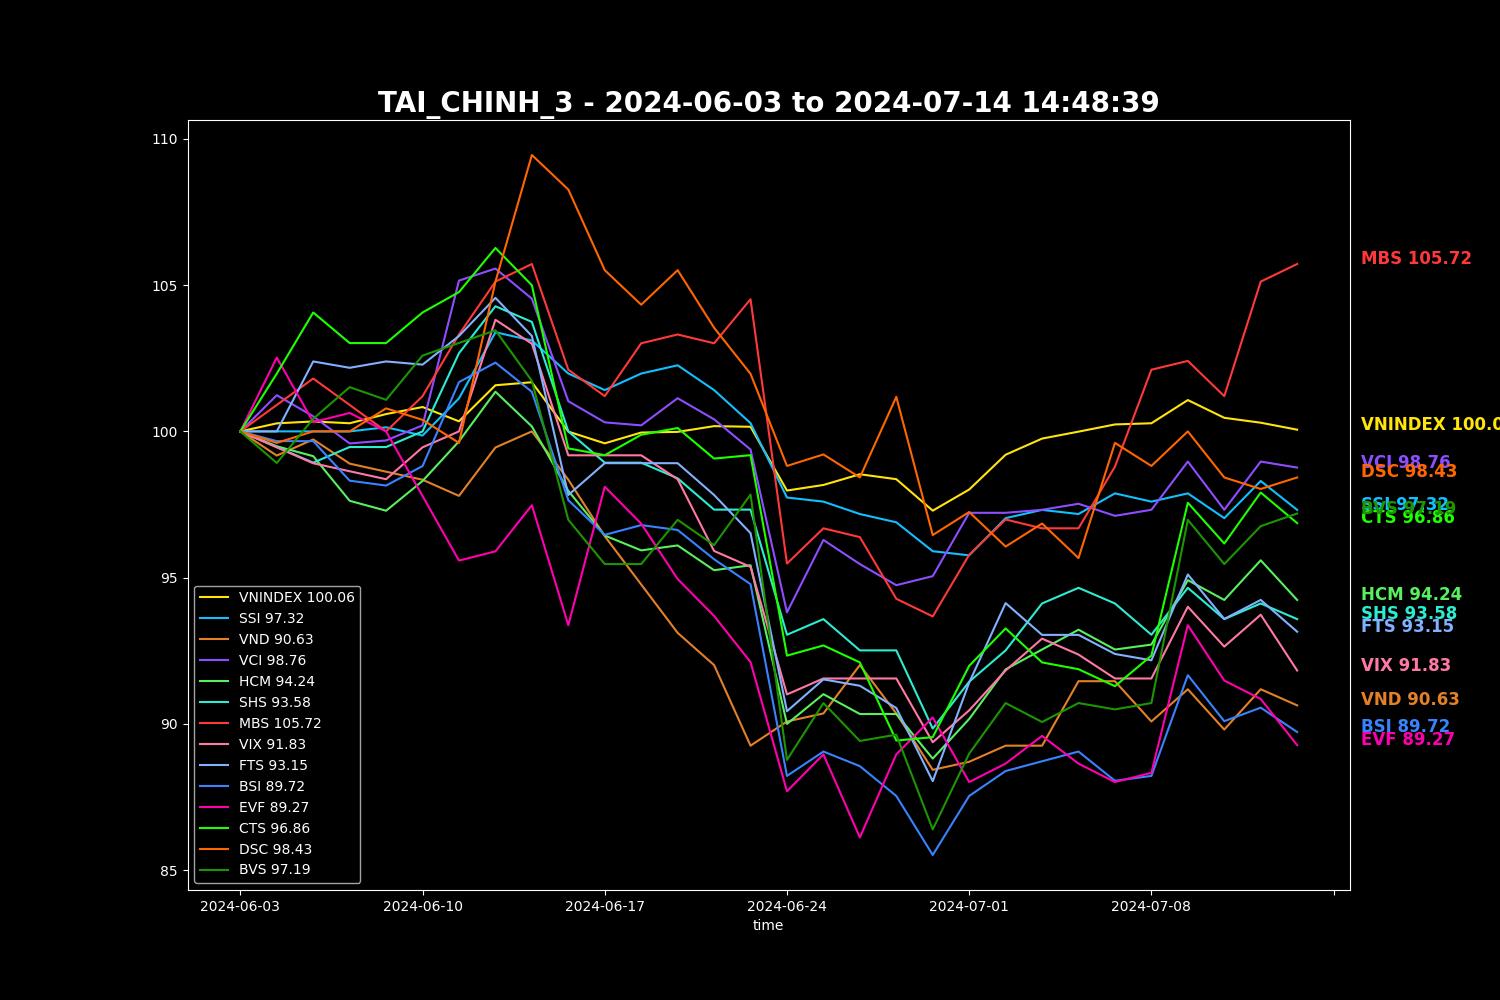 TAI_CHINH_3 - 2024-06-03 to 2024-07-14 14:48:39
110
105
100
95
90
85
MBS 105.72
VNINDEX 100.0
VCI 98.76
DSC 98.43
SSI 97.32
BVS 97.19
CTS 96.86
HCM 94.24
SHS 93.58
FTS 93.15
VIX 91.83
VND 90.63
BSI 89.72
EVF 89.27
VNINDEX 100.06
SSI 97.32
VND 90.63
VCI 98.76
HCM 94.24
SHS 93.58
MBS 105.72
VIX 91.83
FTS 93.15
BSI 89.72
EVF 89.27
CTS 96.86
DSC 98.43
BVS 97.19
2024-06-03
2024-06-10
2024-06-17
2024-06-24
2024-07-01
2024-07-08
time